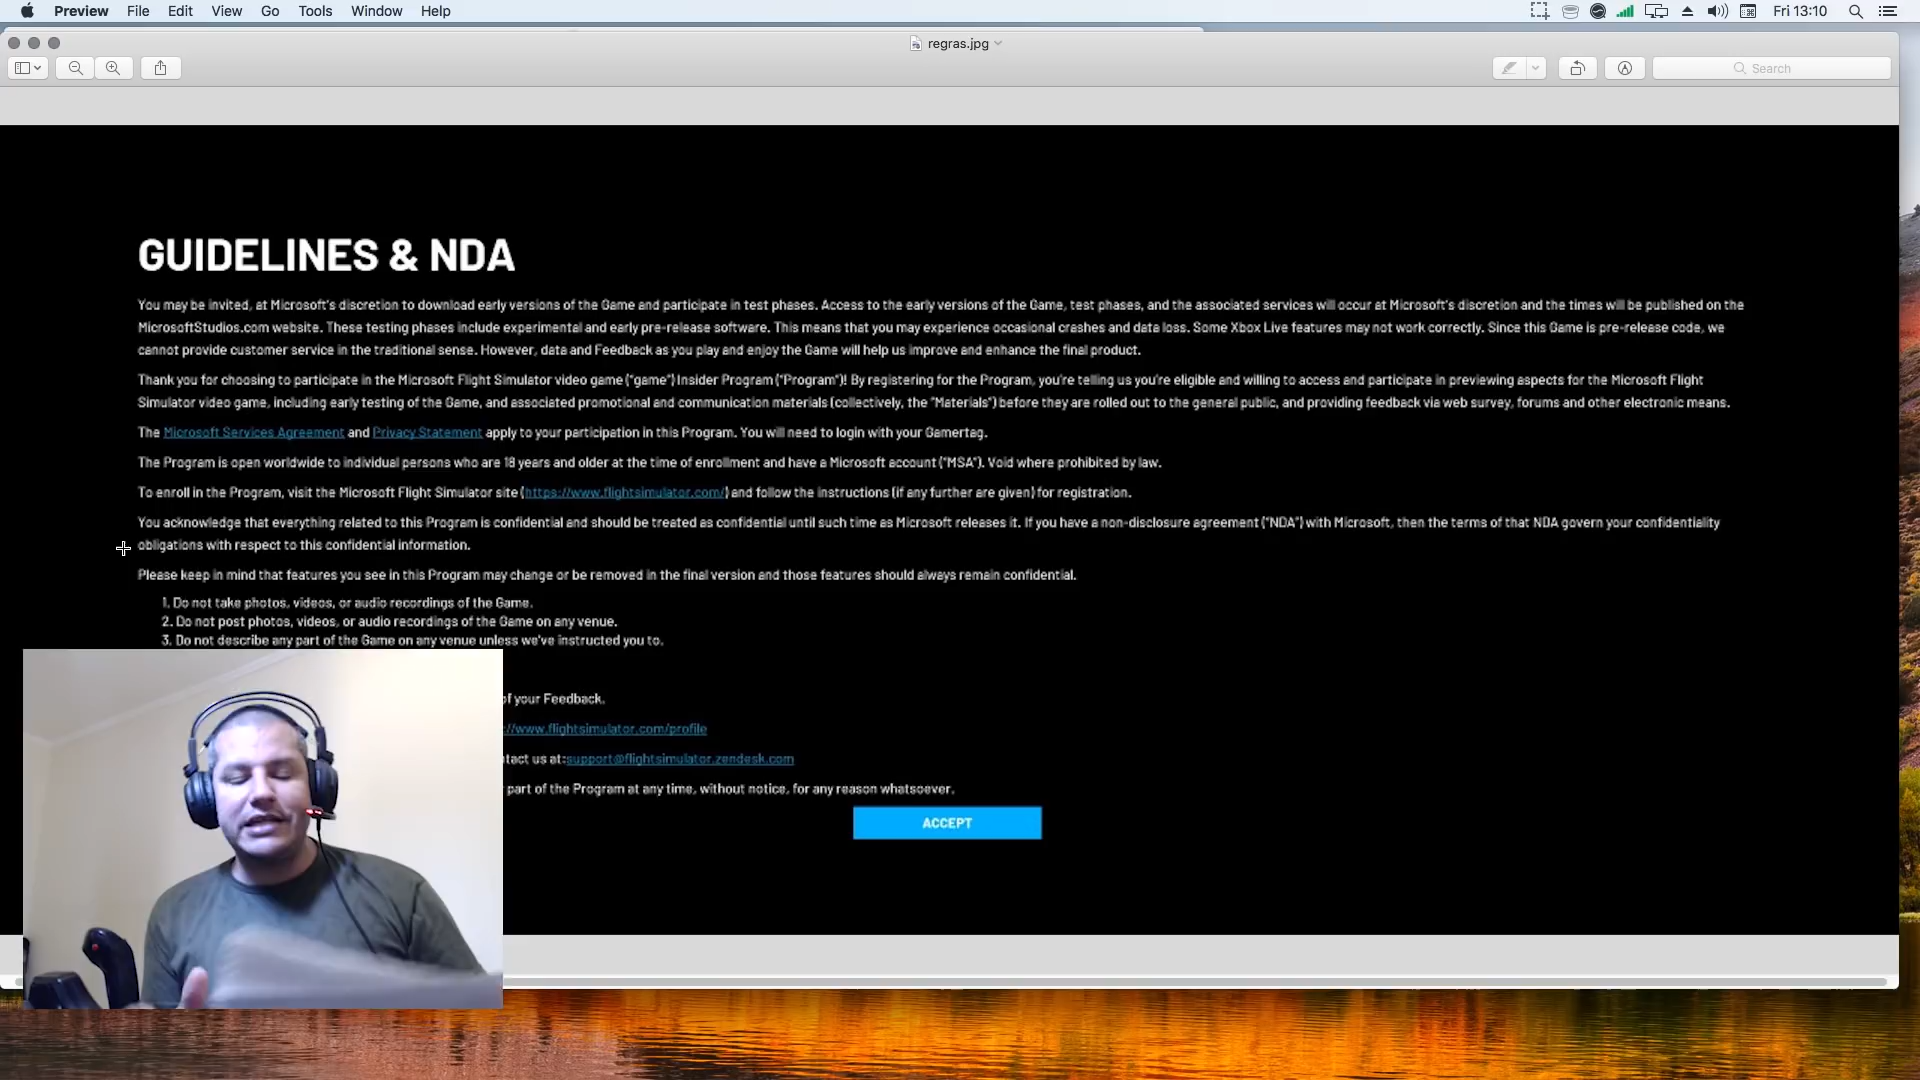 Preview File Edit View Go Tools Window Help
Fri 13:10
regras.jpg
Search
GUIDELINES & NDA
You may be invited, at Microsoft's discretion to download early versions of the Game and participate in test phases. Access to the early versions of the Game, test phases, and the associated services will occur at Microsoft's discretion and the times will be published on the
MicrosoftStudios.com website. These testing phases include experimental and early pre-release software. This means that you may experience occasional crashes and data loss. Some Xbox Live features may not work correctly. Since this Game is pre-release code, we
cannot provide customer service in the traditional sense. However, data and Feedback as you play and enjoy the Game will help us improve and enhance the final product.
Thank you for choosing to participate in the Microsoft Flight Simulator video game ("game") Insider Program ("Program")! By registering for the Program, you're telling us you're eligible and willing to access and participate in previewing aspects for the Microsoft Flight
Simulator video game, including early testing of the Game, and associated promotional and communication materials (collectively, the "Materials") before they are rolled out to the general public, and providing feedback via web survey, forums and other electronic means.
The Microsoft Services Agreement and Privacy Statement apply to your participation in this Program. You will need to login with your Gamertag.
The Program is open worldwide to individual persons who are 18 years and older at the time of enrollment and have a Microsoft account ("MSA"). Void where prohibited by law.
To enroll in the Program, visit the Microsoft Flight Simulator site (https://www.flightsimulator.com/) and follow the instructions (if any further are given) for registration.
You acknowledge that everything related to this Program is confidential and should be treated as confidential until such time as Microsoft releases it. If you have a non-disclosure agreement ("NDA") with Microsoft, then the terms of that NDA govern your confidentiality
obligations with respect to this confidential information.
Please keep in mind that features you see in this Program may change or be removed in the final version and those features should always remain confidential.
1. Do not take photos, videos, or audio recordings of the Game.
2. Do not post photos, videos, or audio recordings of the Game on any venue.
3. Do not describe any part of the Game on any venue unless we've instructed you to.
of your Feedback.
://www.flightsimulator.com/profile
ntact us at:support@flightsimulator.zendesk.com
part of the Program at any time, without notice, for any reason whatsoever.
ACCEPT